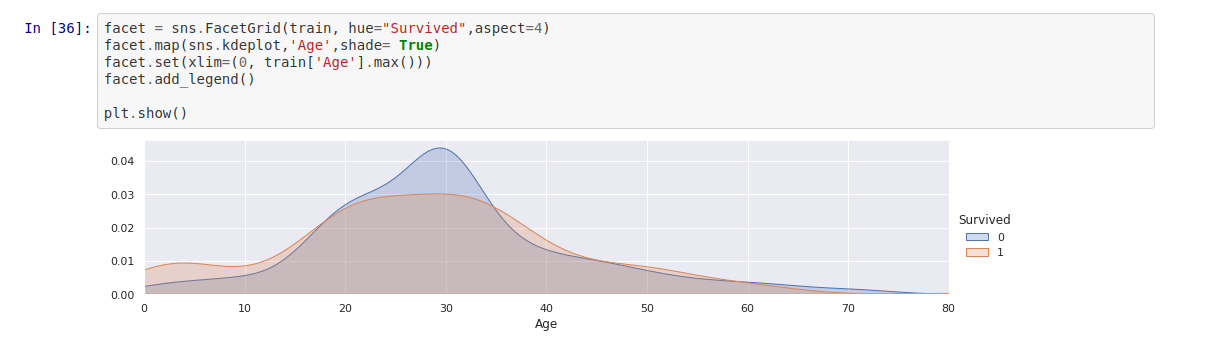 In [36]: facet = sns.FacetGrid(train, hue="Survived",aspect=4)
facet.map(sns.kdeplot,'Age',shade= True)
facet.set(xlim=(0, train['Age'].max()))
facet.add_legend()
plt.show()
0.04
0.03
0.02
0.01
0.00
0 10 20 30 40 50 60 70 80
Age
Survived
0
1